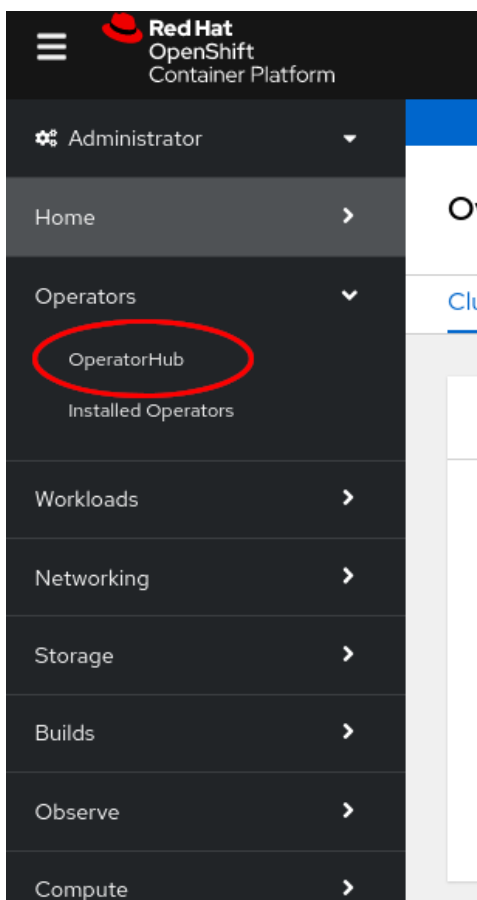 Red Hat
OpenShift
Container Platform
Administrator
Home
Operators
OperatorHub
Installed Operators
Workloads
Networking
Storage
Builds
Observe
Compute